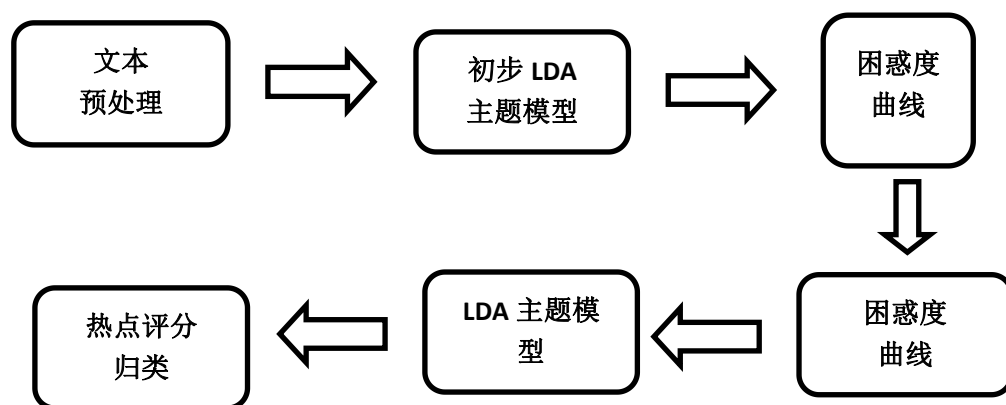 文本
预处理
初步 LDA
主题模型
困惑度
曲线
困惑度
曲线
LDA 主题模
型
热点评分
归类